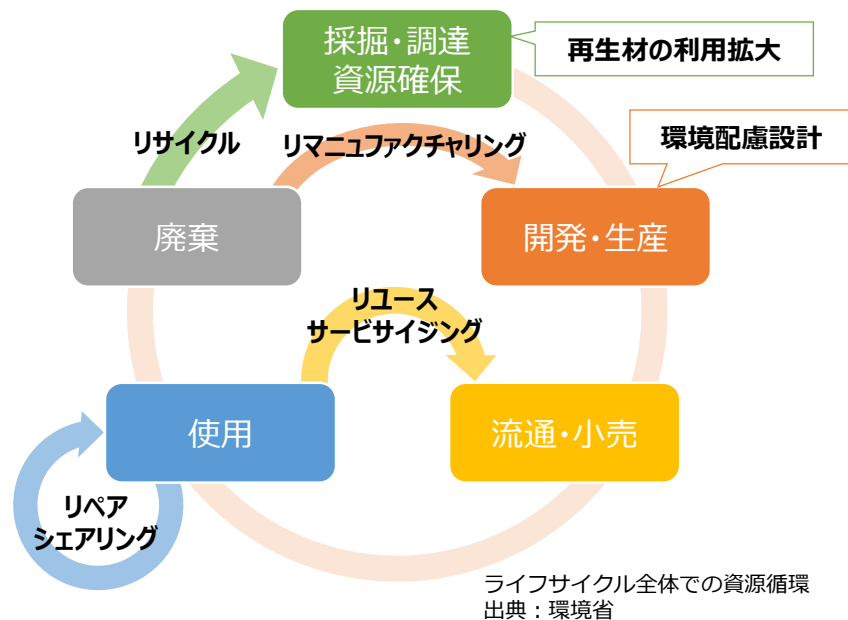 採掘・調達
資源確保
再生材の利用拡大
リサイクル
リマニュファクチャリング
環境配慮設計
廃棄
開発・生産
リユース
サービサイジング
使用
流通・小売
リペア
シェアリング
ライフサイクル全体での資源循環
出典：環境省